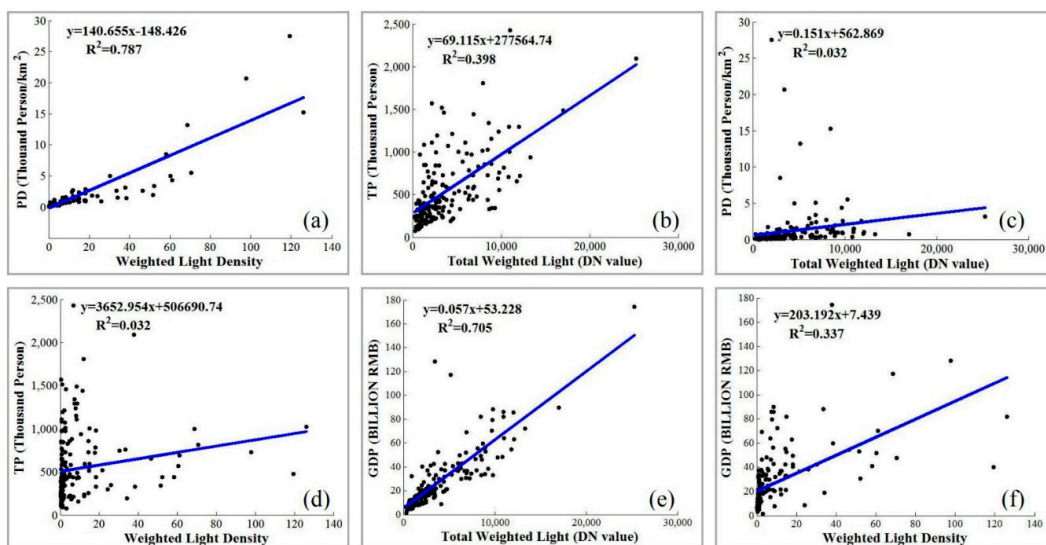 y=140.655x-148.426
R²=0.787
PD (Thousand Person/km²)
30
25
20
15
10
5
0
0 20 40 60 80 100 120 140
Weighted Light Density
(a)
y=69.115x+277564.74
R²=0.398
TP (Thousand Person)
2,500
2,000
1,500
1,000
500
0
0 10,000 20,000 30,000
Total Weighted Light (DN value)
(b)
y=0.151x+562.869
R²=0.032
PD (Thousand Person/km²)
30
25
20
15
10
5
0
0 10,000 20,000 30,000
Total Weighted Light (DN value)
(c)
y=3652.954x+506690.74
R²=0.032
TP (Thousand Person)
2,500
2,000
1,500
1,000
500
0
0 20 40 60 80 100 120 140
Weighted Light Density
(d)
y=0.057x+53.228
R²=0.705
GDP (BILLION RMB)
180
160
140
120
100
80
60
40
20
0
0 10,000 20,000 30,000
Total Weighted Light (DN value)
(e)
y=203.192x+7.439
R²=0.337
GDP (BILLION RMB)
180
160
140
120
100
80
60
40
20
0
0 20 40 60 80 100 120 140
Weighted Light Density
(f)